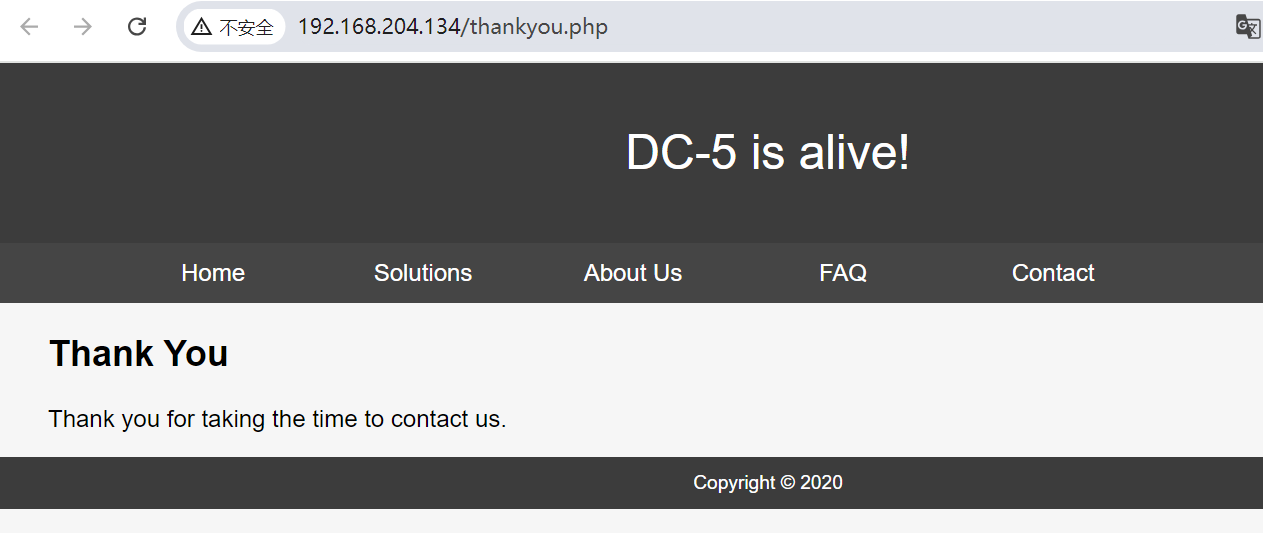 不安全 192.168.204.134/thankyou.php
DC-5 is alive!
Home Solutions About Us FAQ Contact
Thank You
Thank you for taking the time to contact us.
Copyright © 2020